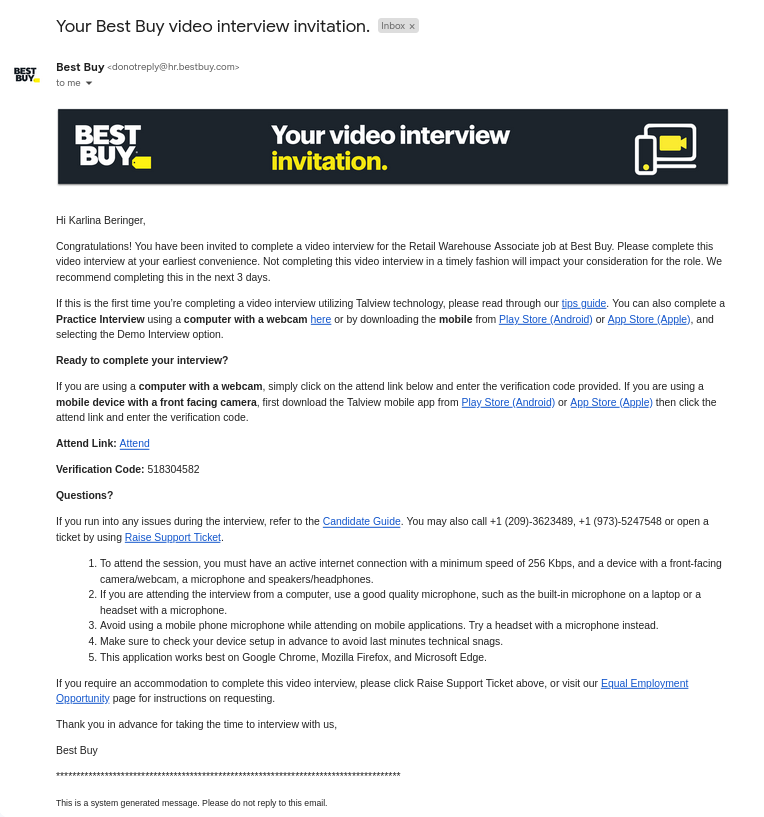 Your Best Buy video interview invitation. Inbox ×
BEST
BUY
Best Buy <donotreply@hr.bestbuy.com>
to me
BEST
BUY
Your video interview
invitation.
Hi Karlina Beringer,
Congratulations! You have been invited to complete a video interview for the Retail Warehouse Associate job at Best Buy. Please complete this
video interview at your earliest convenience. Not completing this video interview in a timely fashion will impact your consideration for the role. We
recommend completing this in the next 3 days.
If this is the first time you're completing a video interview utilizing Talview technology, please read through our tips guide. You can also complete a
Practice Interview using a computer with a webcam here or by downloading the mobile from Play Store (Android) or App Store (Apple), and
selecting the Demo Interview option.
Ready to complete your interview?
If you are using a computer with a webcam, simply click on the attend link below and enter the verification code provided. If you are using a
mobile device with a front facing camera, first download the Talview mobile app from Play Store (Android) or App Store (Apple) then click the
attend link and enter the verification code.
Attend Link: Attend
Verification Code: 518304582
Questions?
If you run into any issues during the interview, refer to the Candidate Guide. You may also call +1 (209)-3623489, +1 (973)-5247548 or open a
ticket by using Raise Support Ticket.
1. To attend the session, you must have an active internet connection with a minimum speed of 256 Kbps, and a device with a front-facing
camera/webcam, a microphone and speakers/headphones.
2. If you are attending the interview from a computer, use a good quality microphone, such as the built-in microphone on a laptop or a
headset with a microphone.
3. Avoid using a mobile phone microphone while attending on mobile applications. Try a headset with a microphone instead.
4. Make sure to check your device setup in advance to avoid last minutes technical snags.
5. This application works best on Google Chrome, Mozilla Firefox, and Microsoft Edge.
If you require an accommodation to complete this video interview, please click Raise Support Ticket above, or visit our Equal Employment
Opportunity page for instructions on requesting.
Thank you in advance for taking the time to interview with us,
Best Buy
*************************************************************************************
This is a system generated message. Please do not reply to this email.